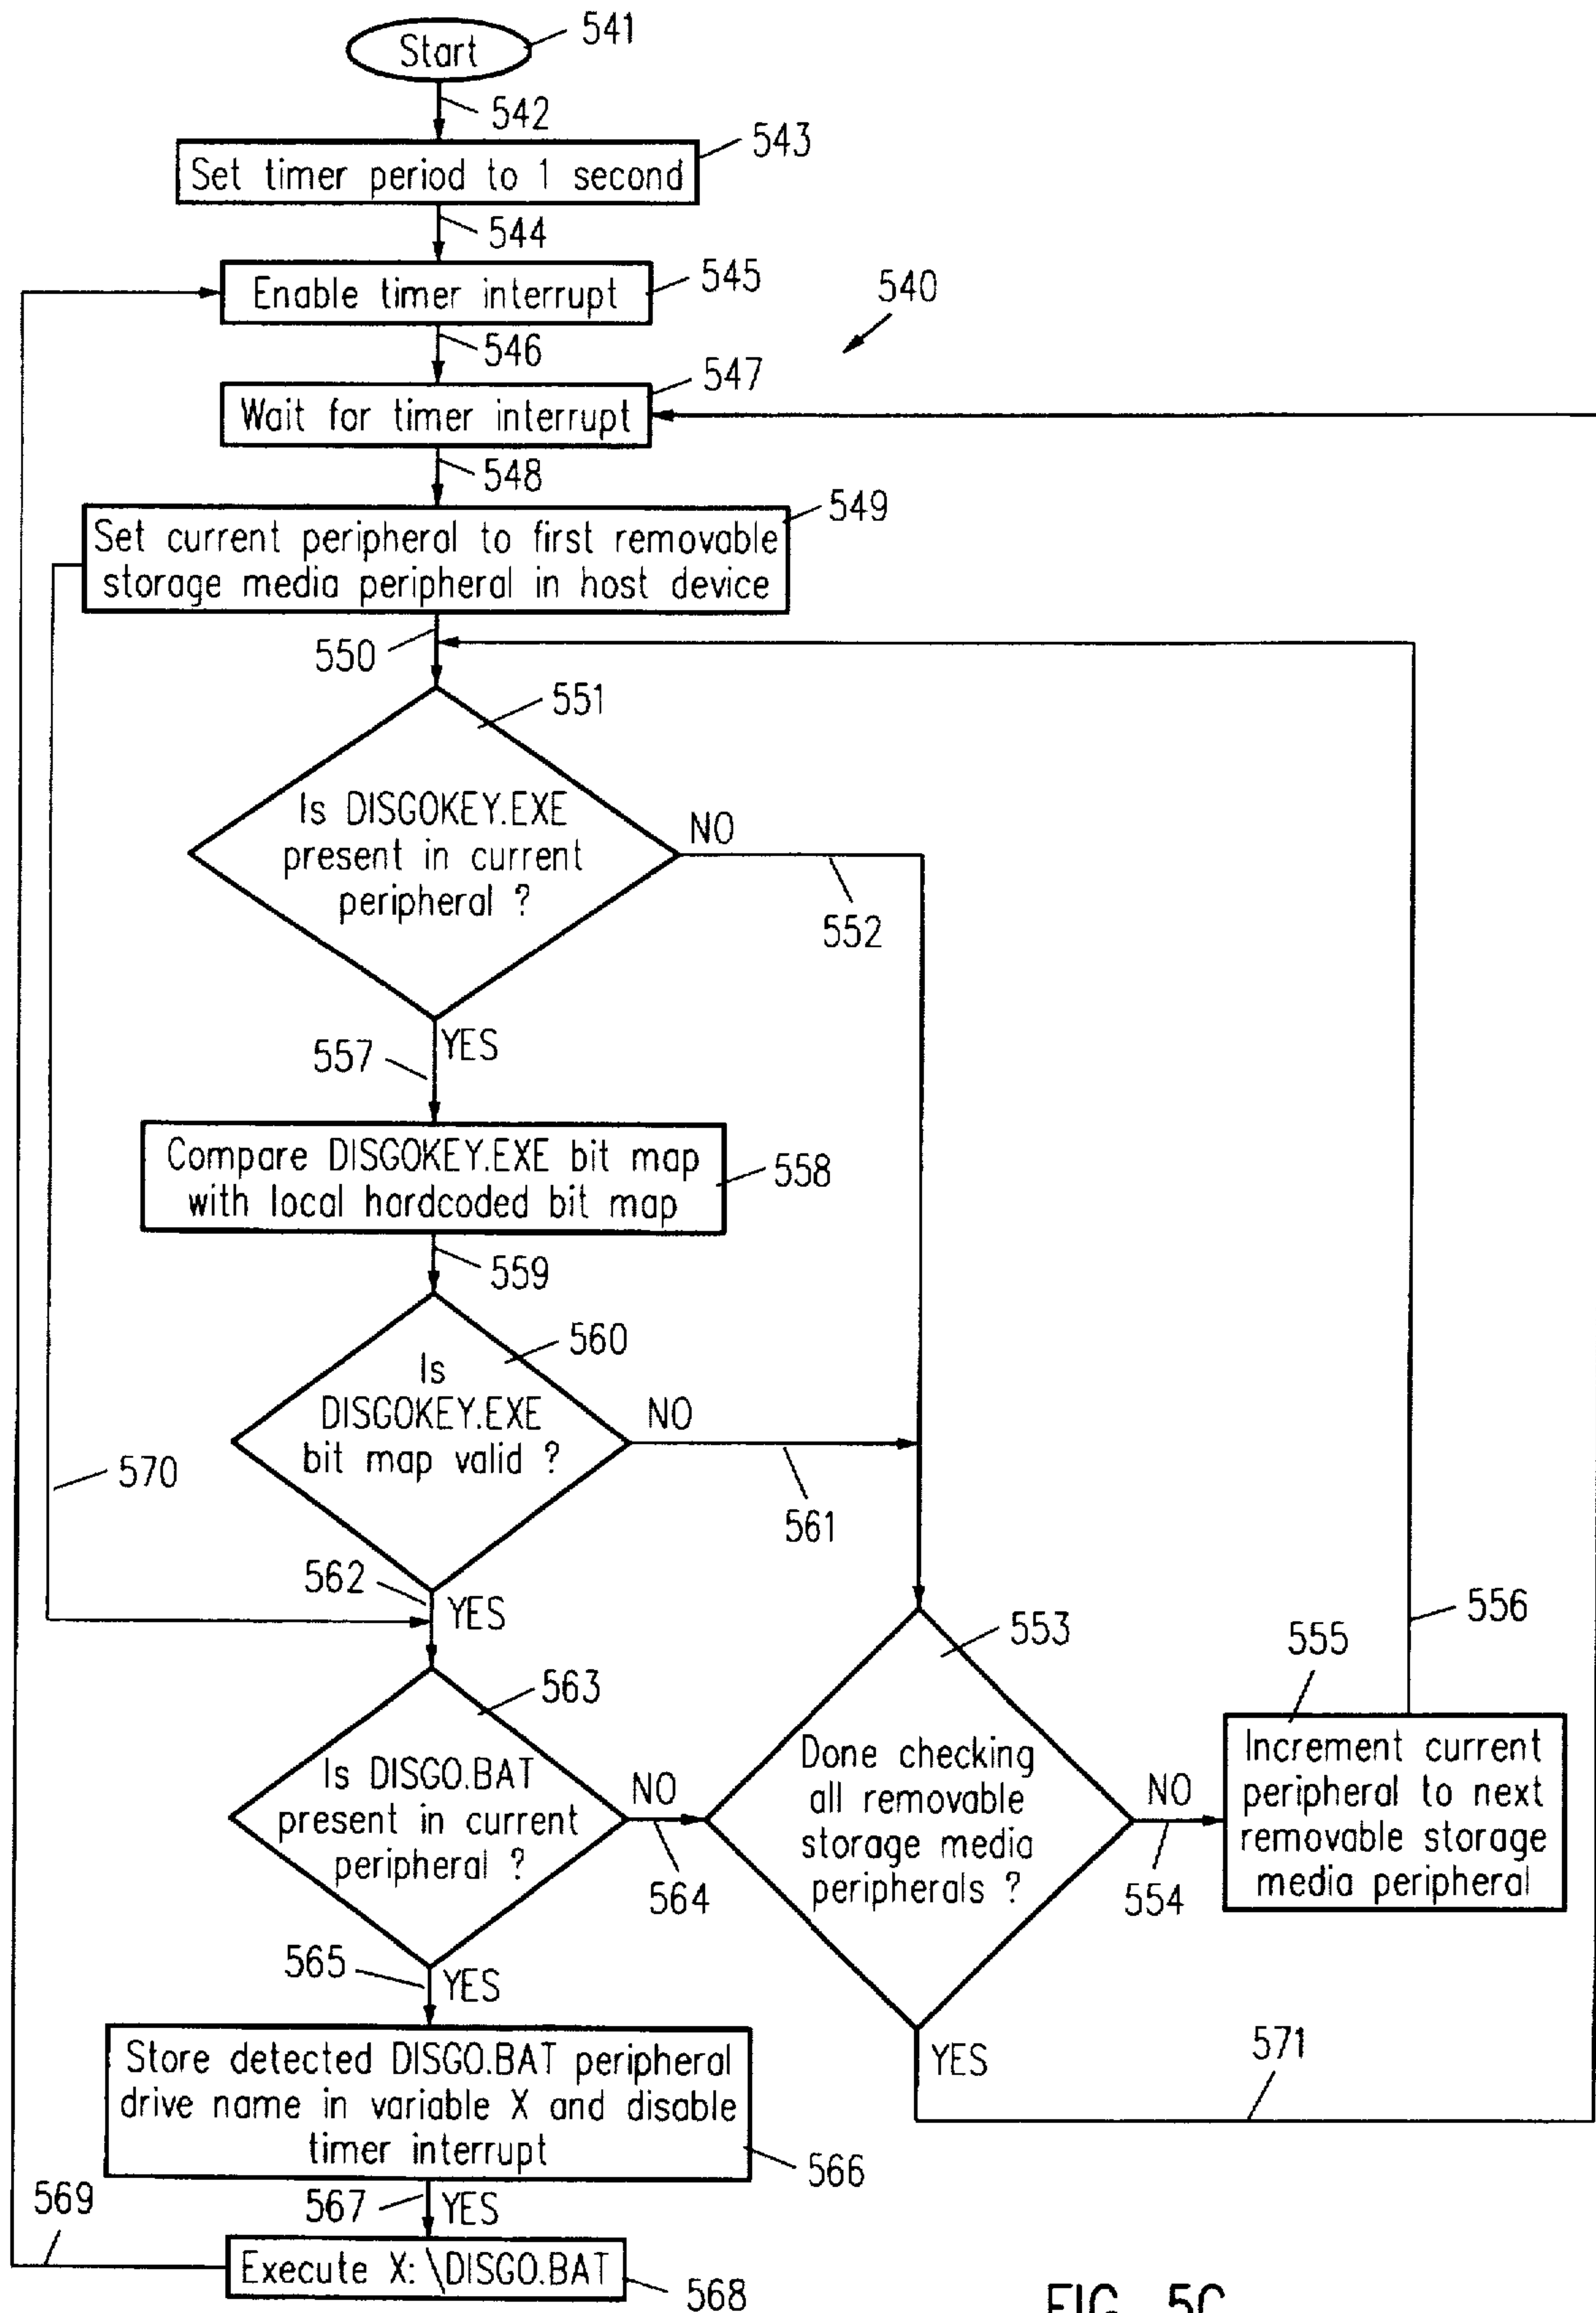 Start
541
542
Set timer period to 1 second
543
544
Enable timer interrupt
545
540
546
Wait for timer interrupt
547
548
Set current peripheral to first removable
storage media peripheral in host device
549
550
551
Is DISGOKEY.EXE
present in current
peripheral ?
NO
552
YES
557
Compare DISGOKEY.EXE bit map
with local hardcoded bit map
558
559
560
Is
DISGOKEY.EXE
bit map valid ?
NO
561
570
562
YES
563
Is DISGO.BAT
present in current
peripheral ?
NO
564
553
Done checking
all removable
storage media
peripherals ?
NO
554
555
556
Increment current
peripheral to next
removable storage
media peripheral
565
YES
YES
571
Store detected DISGO.BAT peripheral
drive name in variable X and disable
timer interrupt
566
567
YES
569
Execute X: \DISGO.BAT
568
FIG. 5C